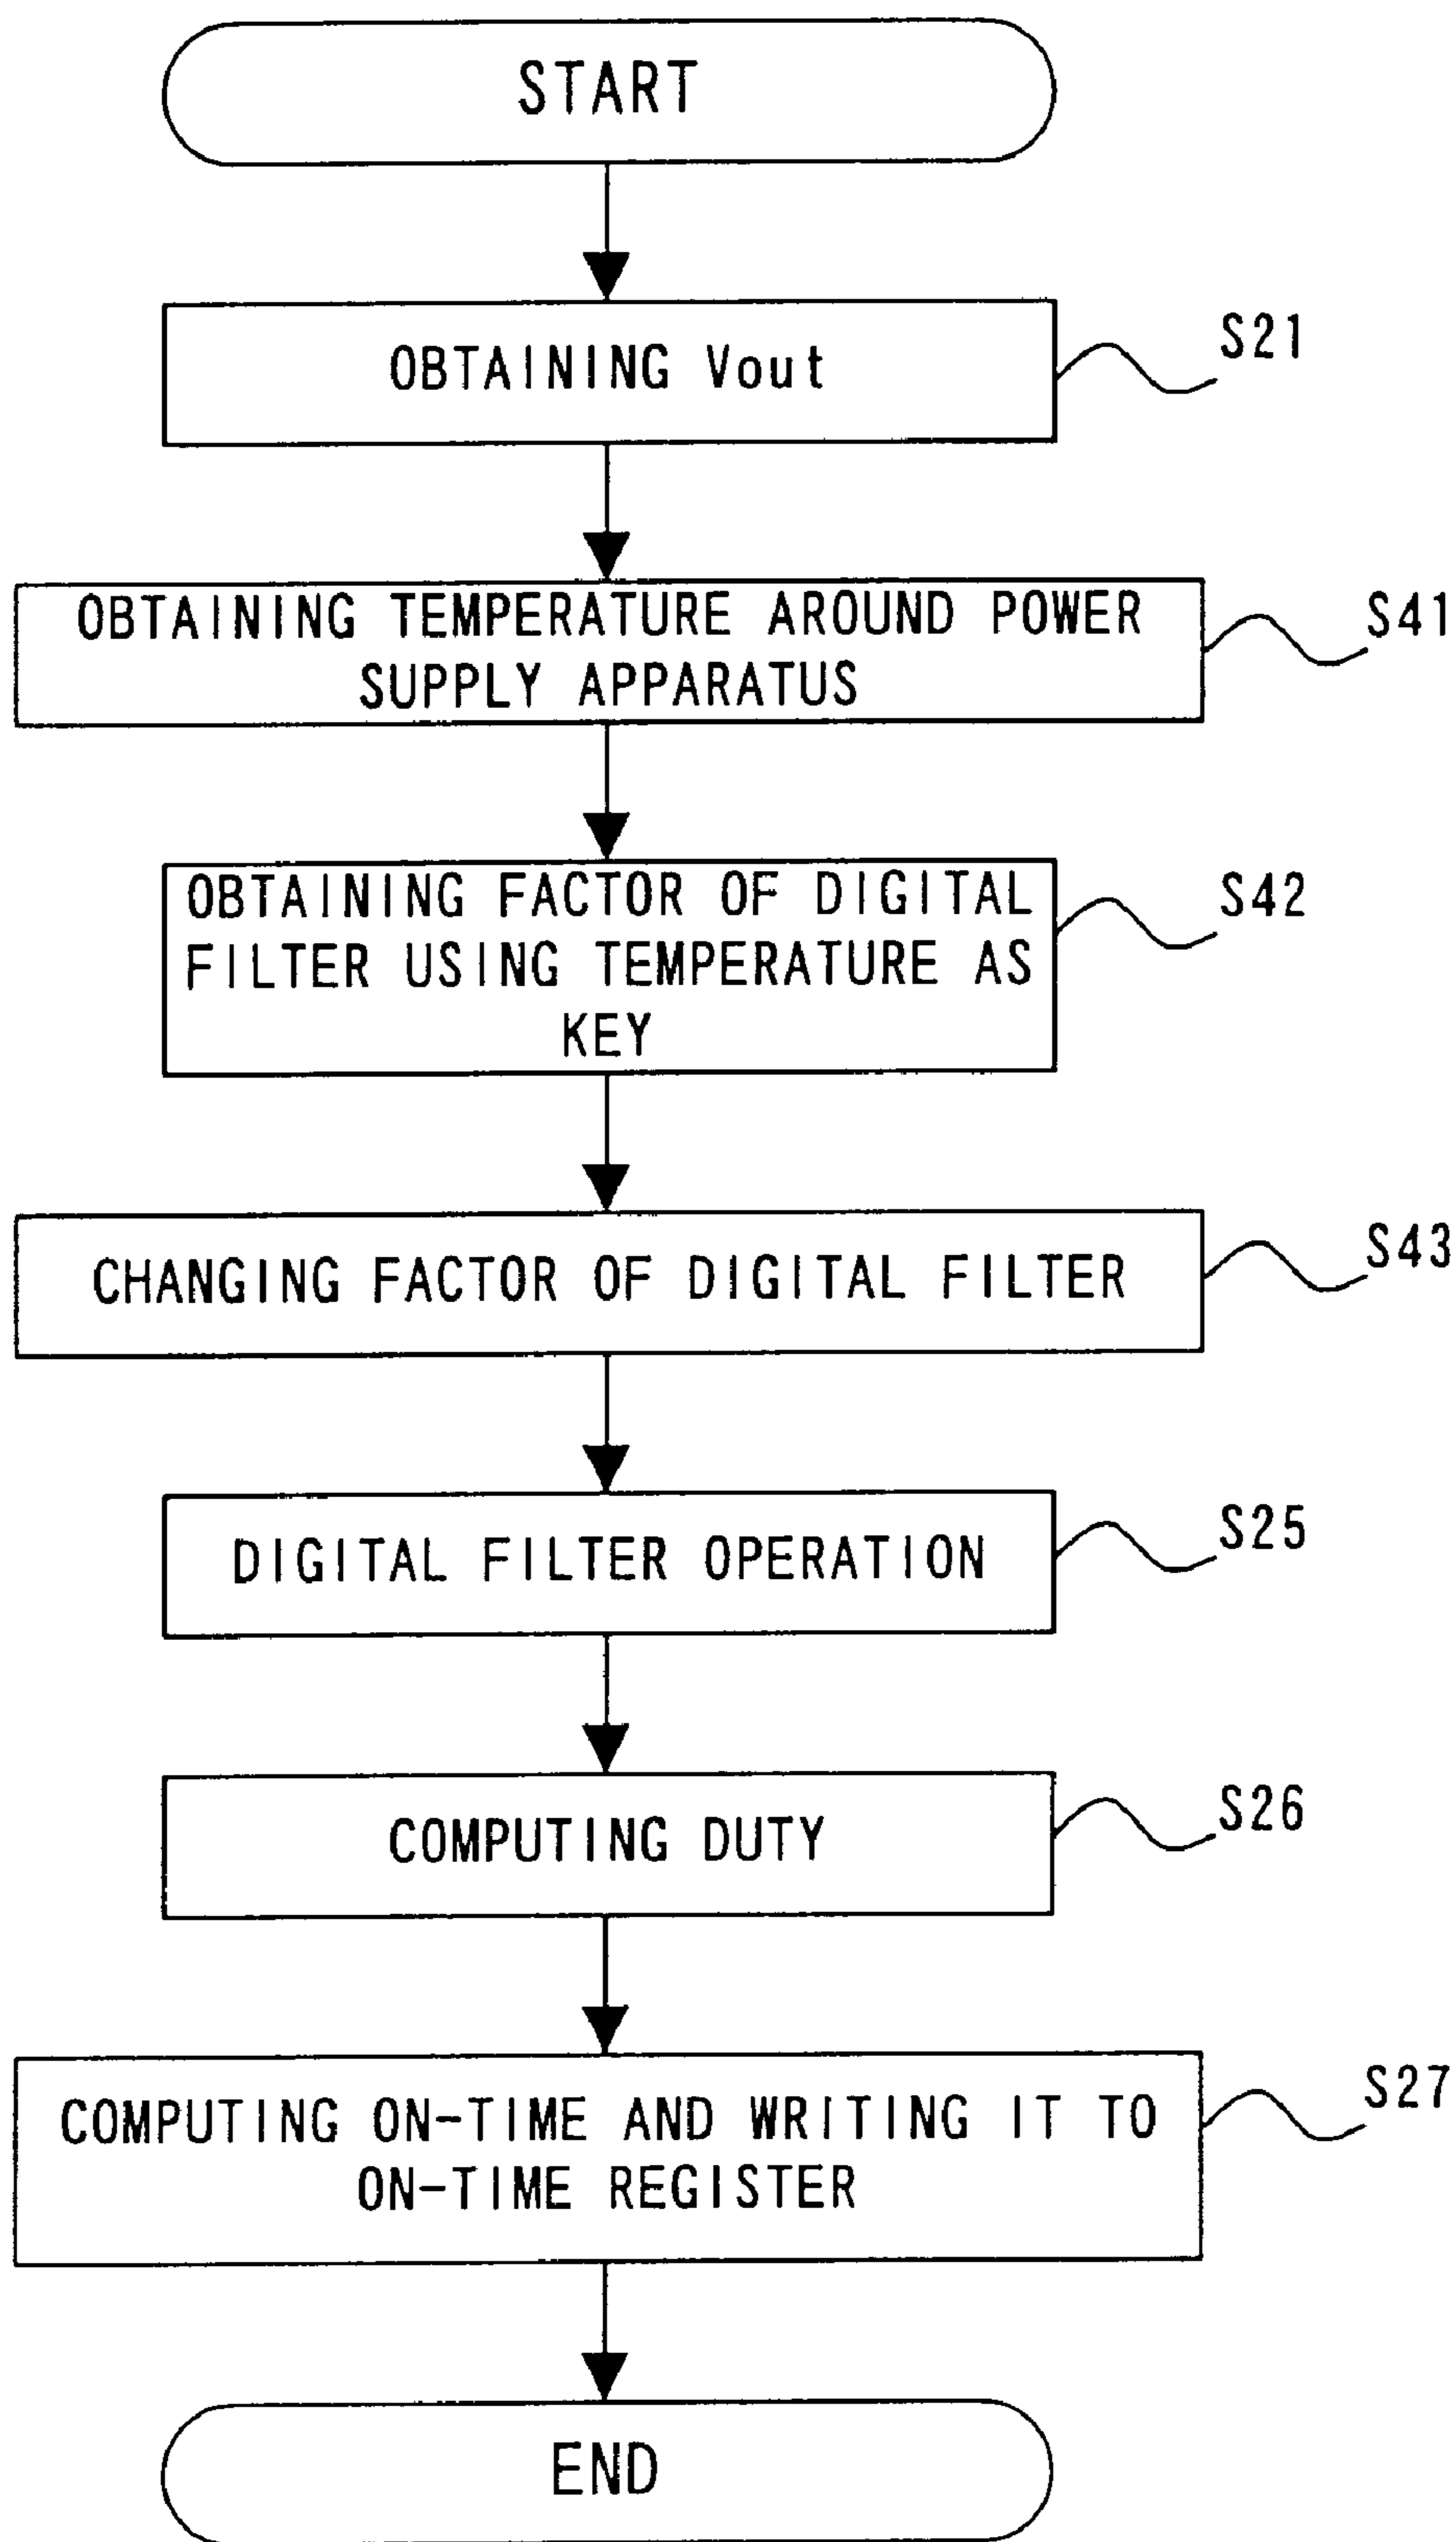 START
OBTAINING Vout
S21
OBTAINING TEMPERATURE AROUND POWER
SUPPLY APPARATUS
S41
OBTAINING FACTOR OF DIGITAL
FILTER USING TEMPERATURE AS
KEY
S42
CHANGING FACTOR OF DIGITAL FILTER
S43
DIGITAL FILTER OPERATION
S25
COMPUTING DUTY
S26
COMPUTING ON-TIME AND WRITING IT TO
ON-TIME REGISTER
S27
END